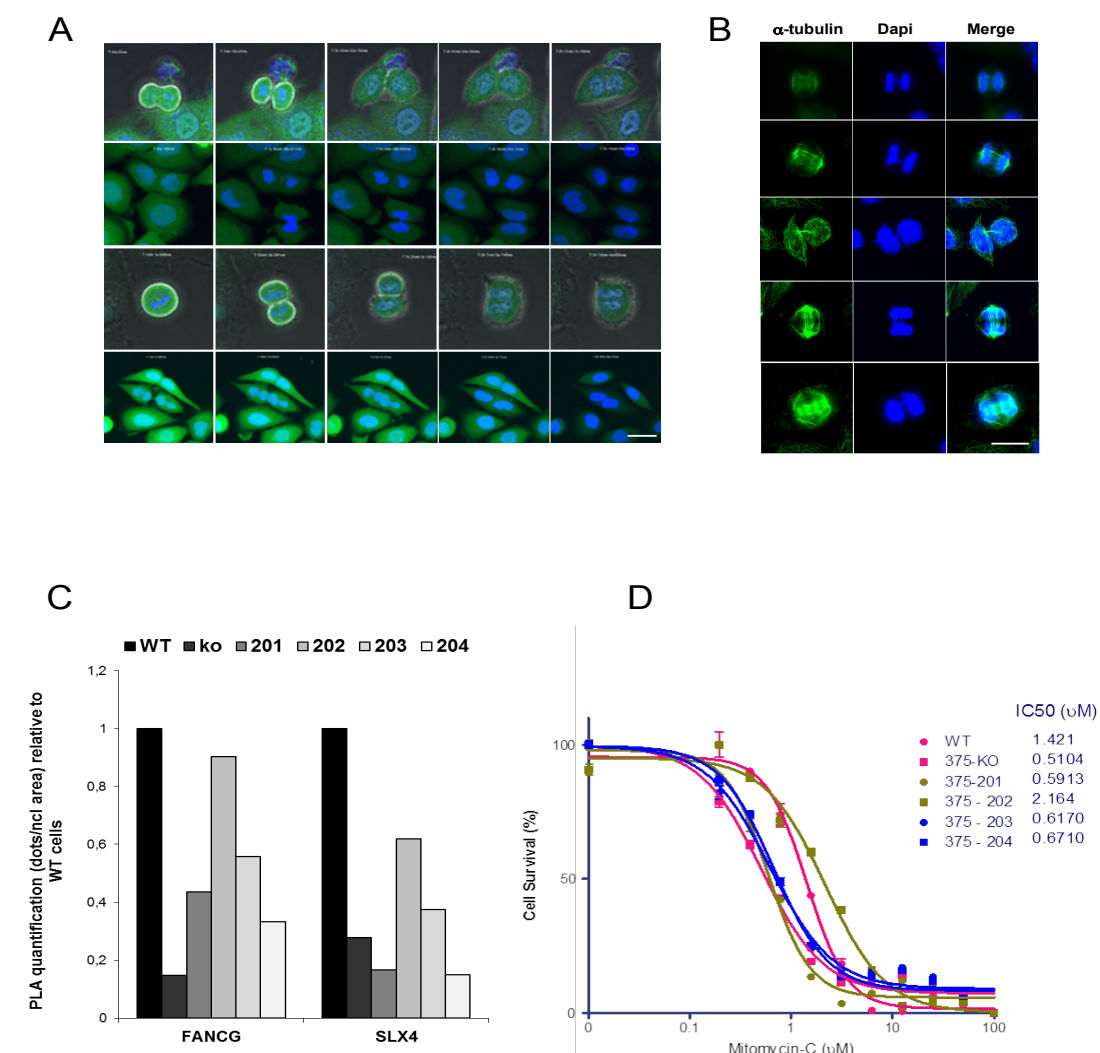 A
B
α-tubulin Dapi Merge
C
D
WT ko 201 202 203 204
PLA quantification (dots/ncl area) relative to
WT cells
1,2
1
0,8
0,6
0,4
0,2
0
FANCG SLX4
IC50 (υM)
WT 1.421
375-KO 0.5104
375-201 0.5913
375 - 202 2.164
375 - 203 0.6170
375 - 204 0.6710
Cell Survival (%)
100
50
0
0 0.1 1 10 100
Mitomycin-C (υM)